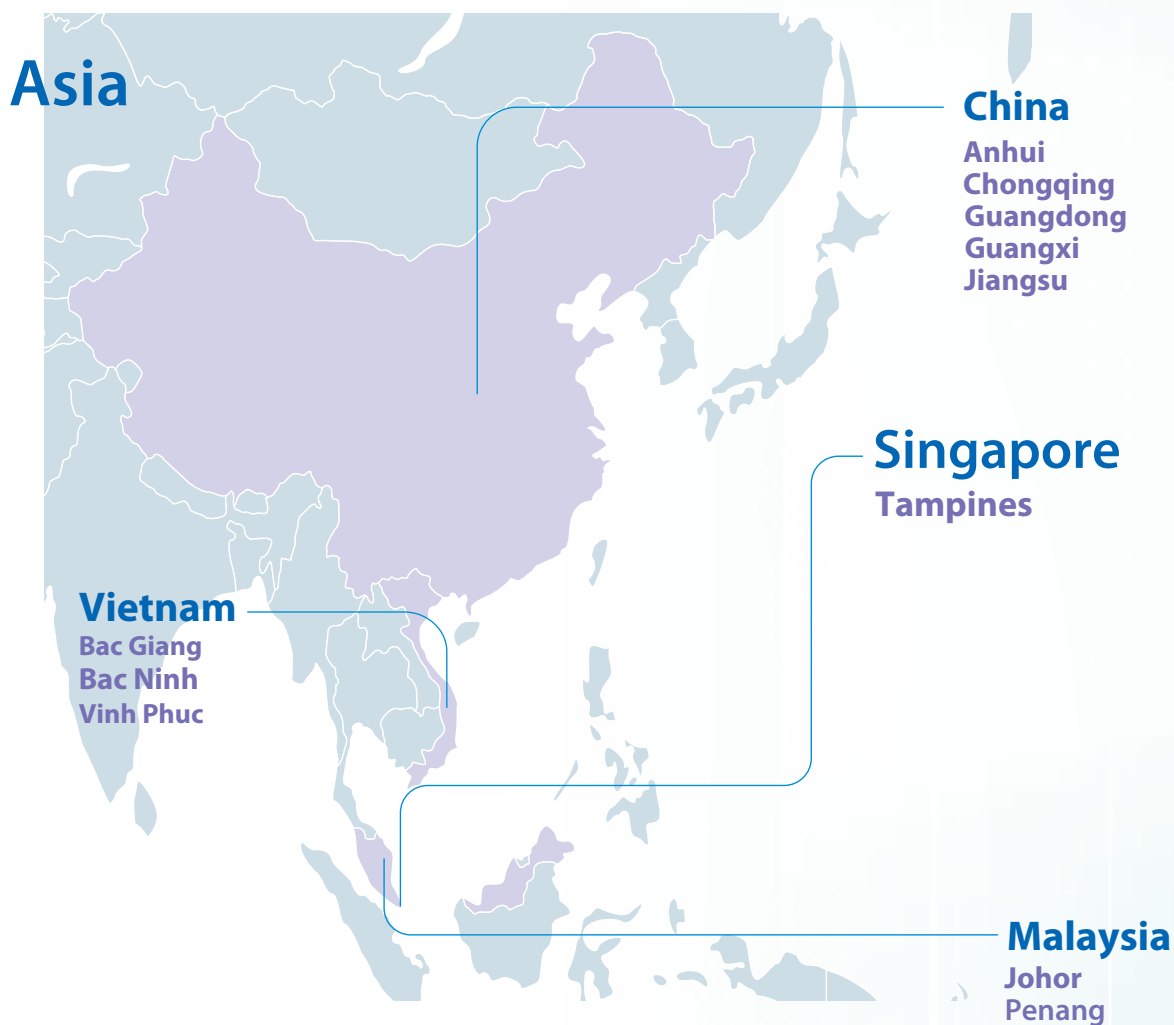 Asia
China
Anhui
Chongqing
Guangdong
Guangxi
Jiangsu
Singapore
Tampines
Vietnam
Bac Giang
Bac Ninh
Vinh Phuc
Malaysia
Johor
Penang